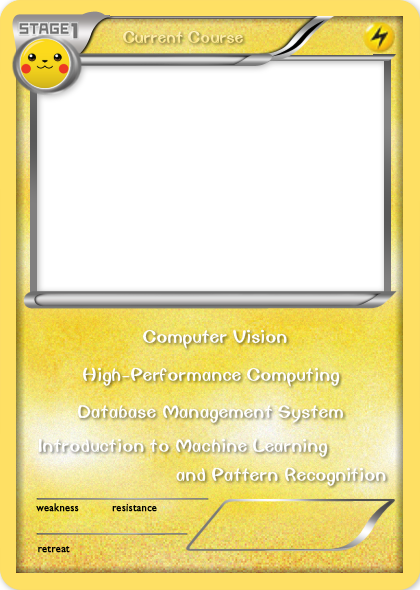 STAGE1
Current Course
Computer Vision
High-Performance Computing
Database Management System
Introduction to Machine Learning
and Pattern Recognition
weakness resistance
retreat